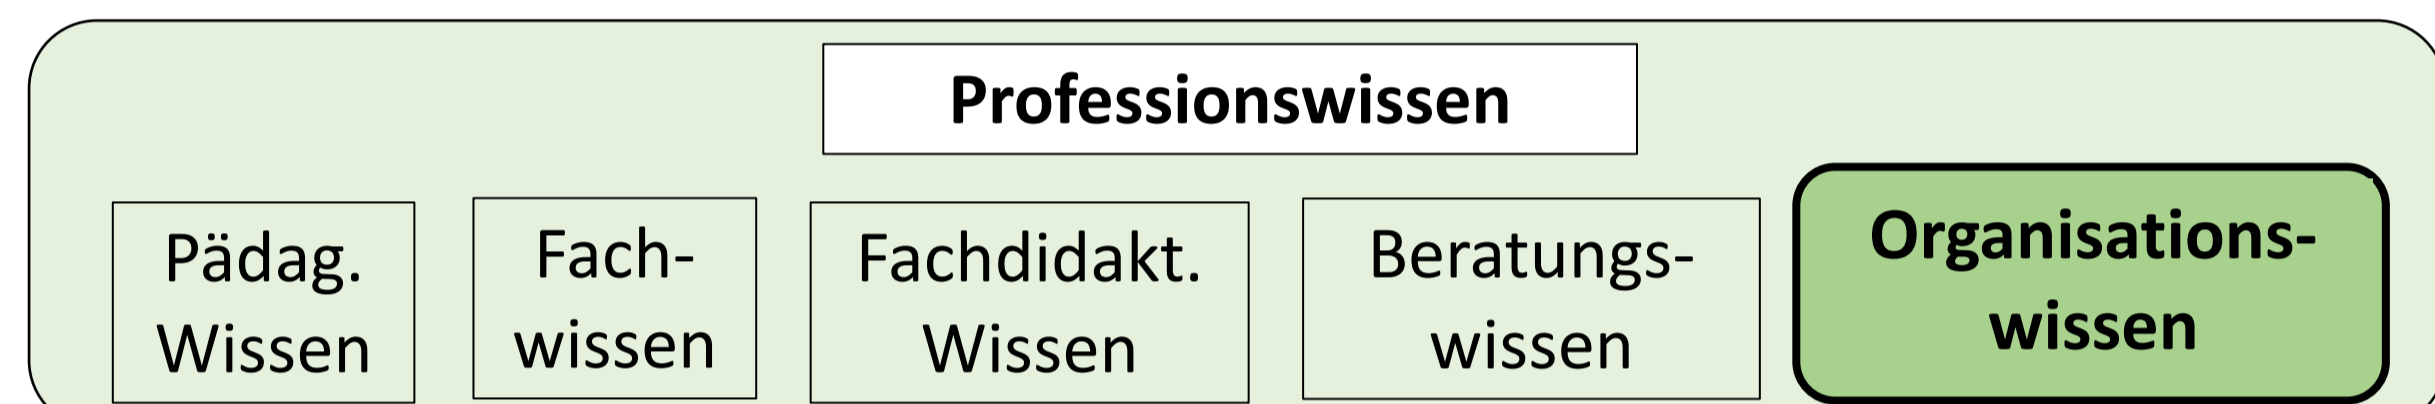 Professionswissen
Pädag.
Wissen
Fach-
wissen
Fachdidakt.
Wissen
Beratungs-
wissen
Organisations-
wissen